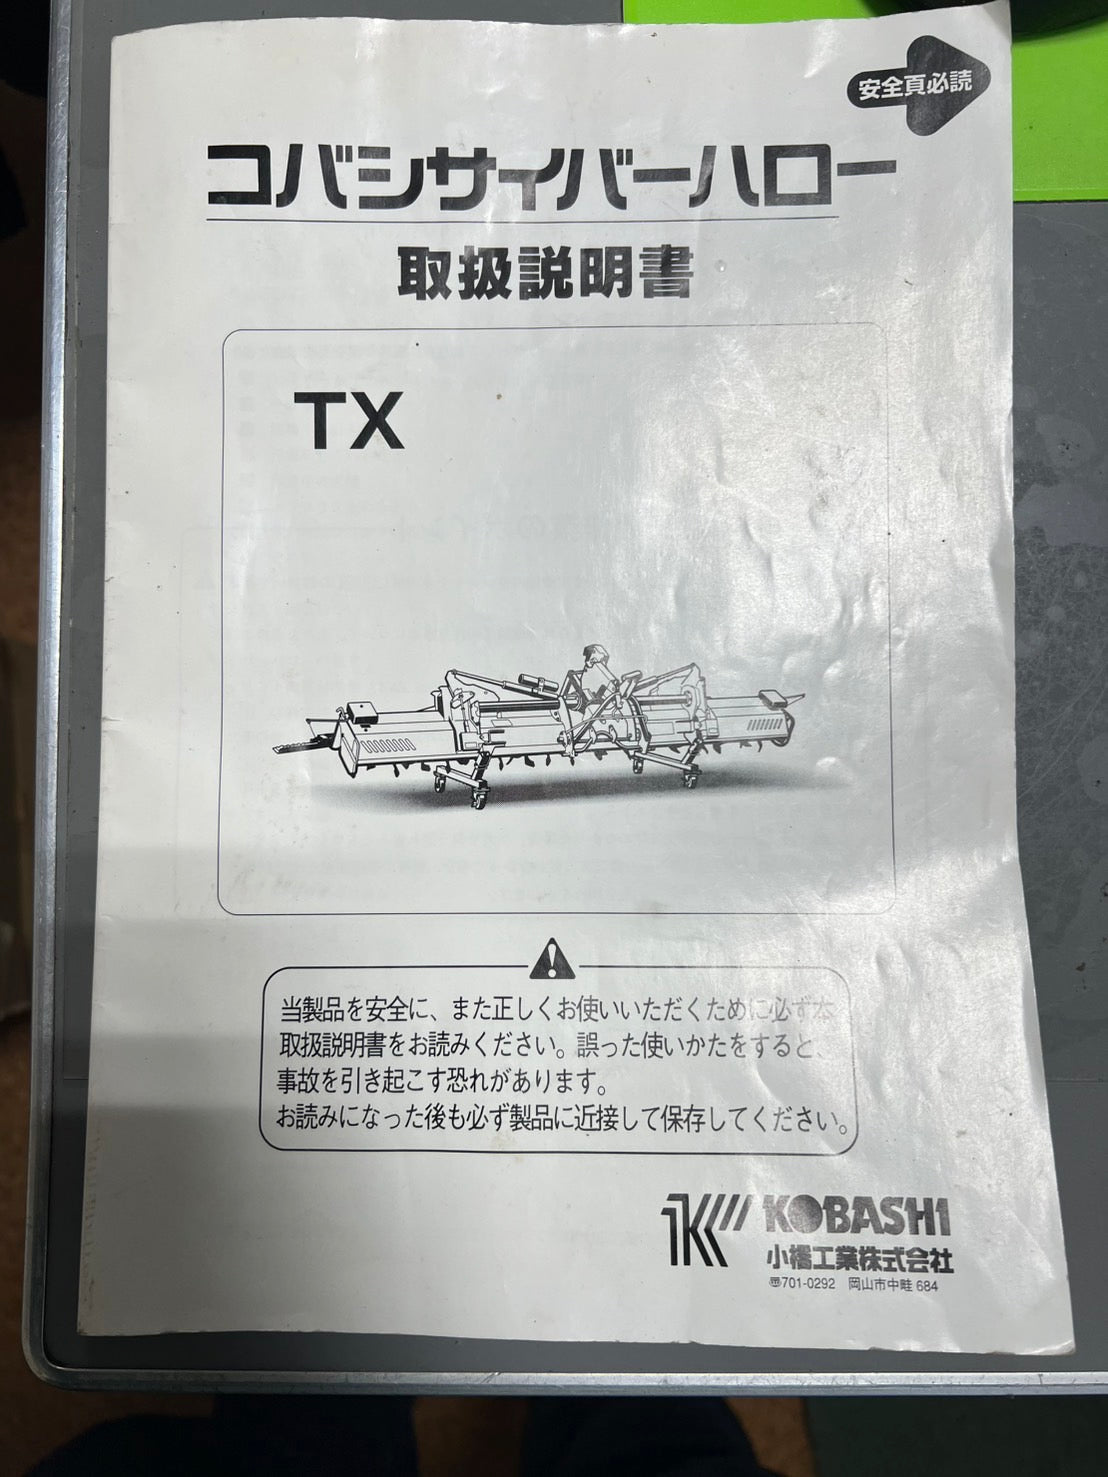 安全頁必読
コバシサイバーハロー
取扱説明書
TX
当製品を安全に、また正しくお使いいただくために必ず本
取扱説明書をお読みください。誤った使いかたをすると、
事故を引き起こす恐れがあります。
お読みになった後も必ず製品に近接して保存してください。
KOBASHI
小橋工業株式会社
〠701-0292 岡山市中畦 684